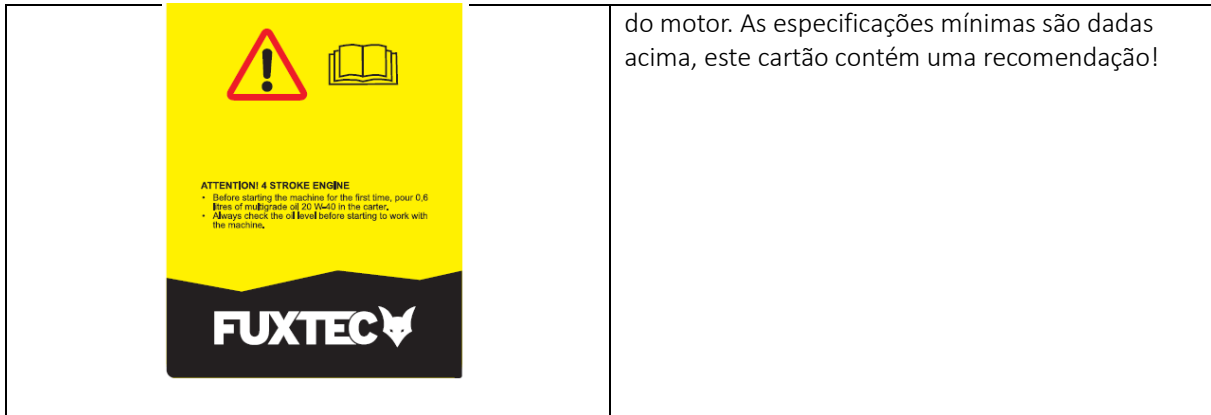 ATTENTION! 4 STROKE ENGINE
• Before starting the machine for the first time, pour 0,6
litres of multigrade oil 20 W-40 in the carter.
• Always check the oil level before starting to work with
the machine.
FUXTEC
do motor. As especificações mínimas são dadas
acima, este cartão contém uma recomendação!